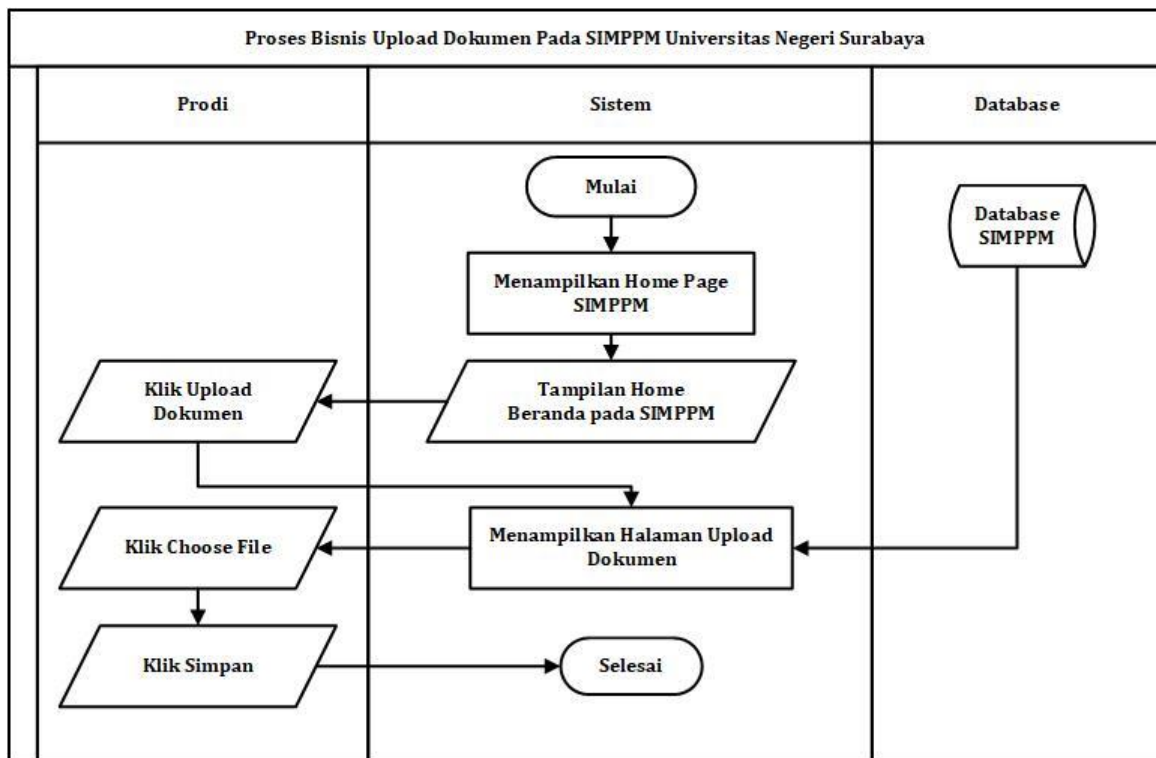 Proses Bisnis Upload Dokumen Pada SIMPPM Universitas Negeri Surabaya
Prodi
Sistem
Database
Mulai
Database
SIMPPM
Menampilkan Home Page
SIMPPM
Klik Upload
Dokumen
Tampilan Home
Beranda pada SIMPPM
Klik Choose File
Menampilkan Halaman Upload
Dokumen
Klik Simpan
Selesai